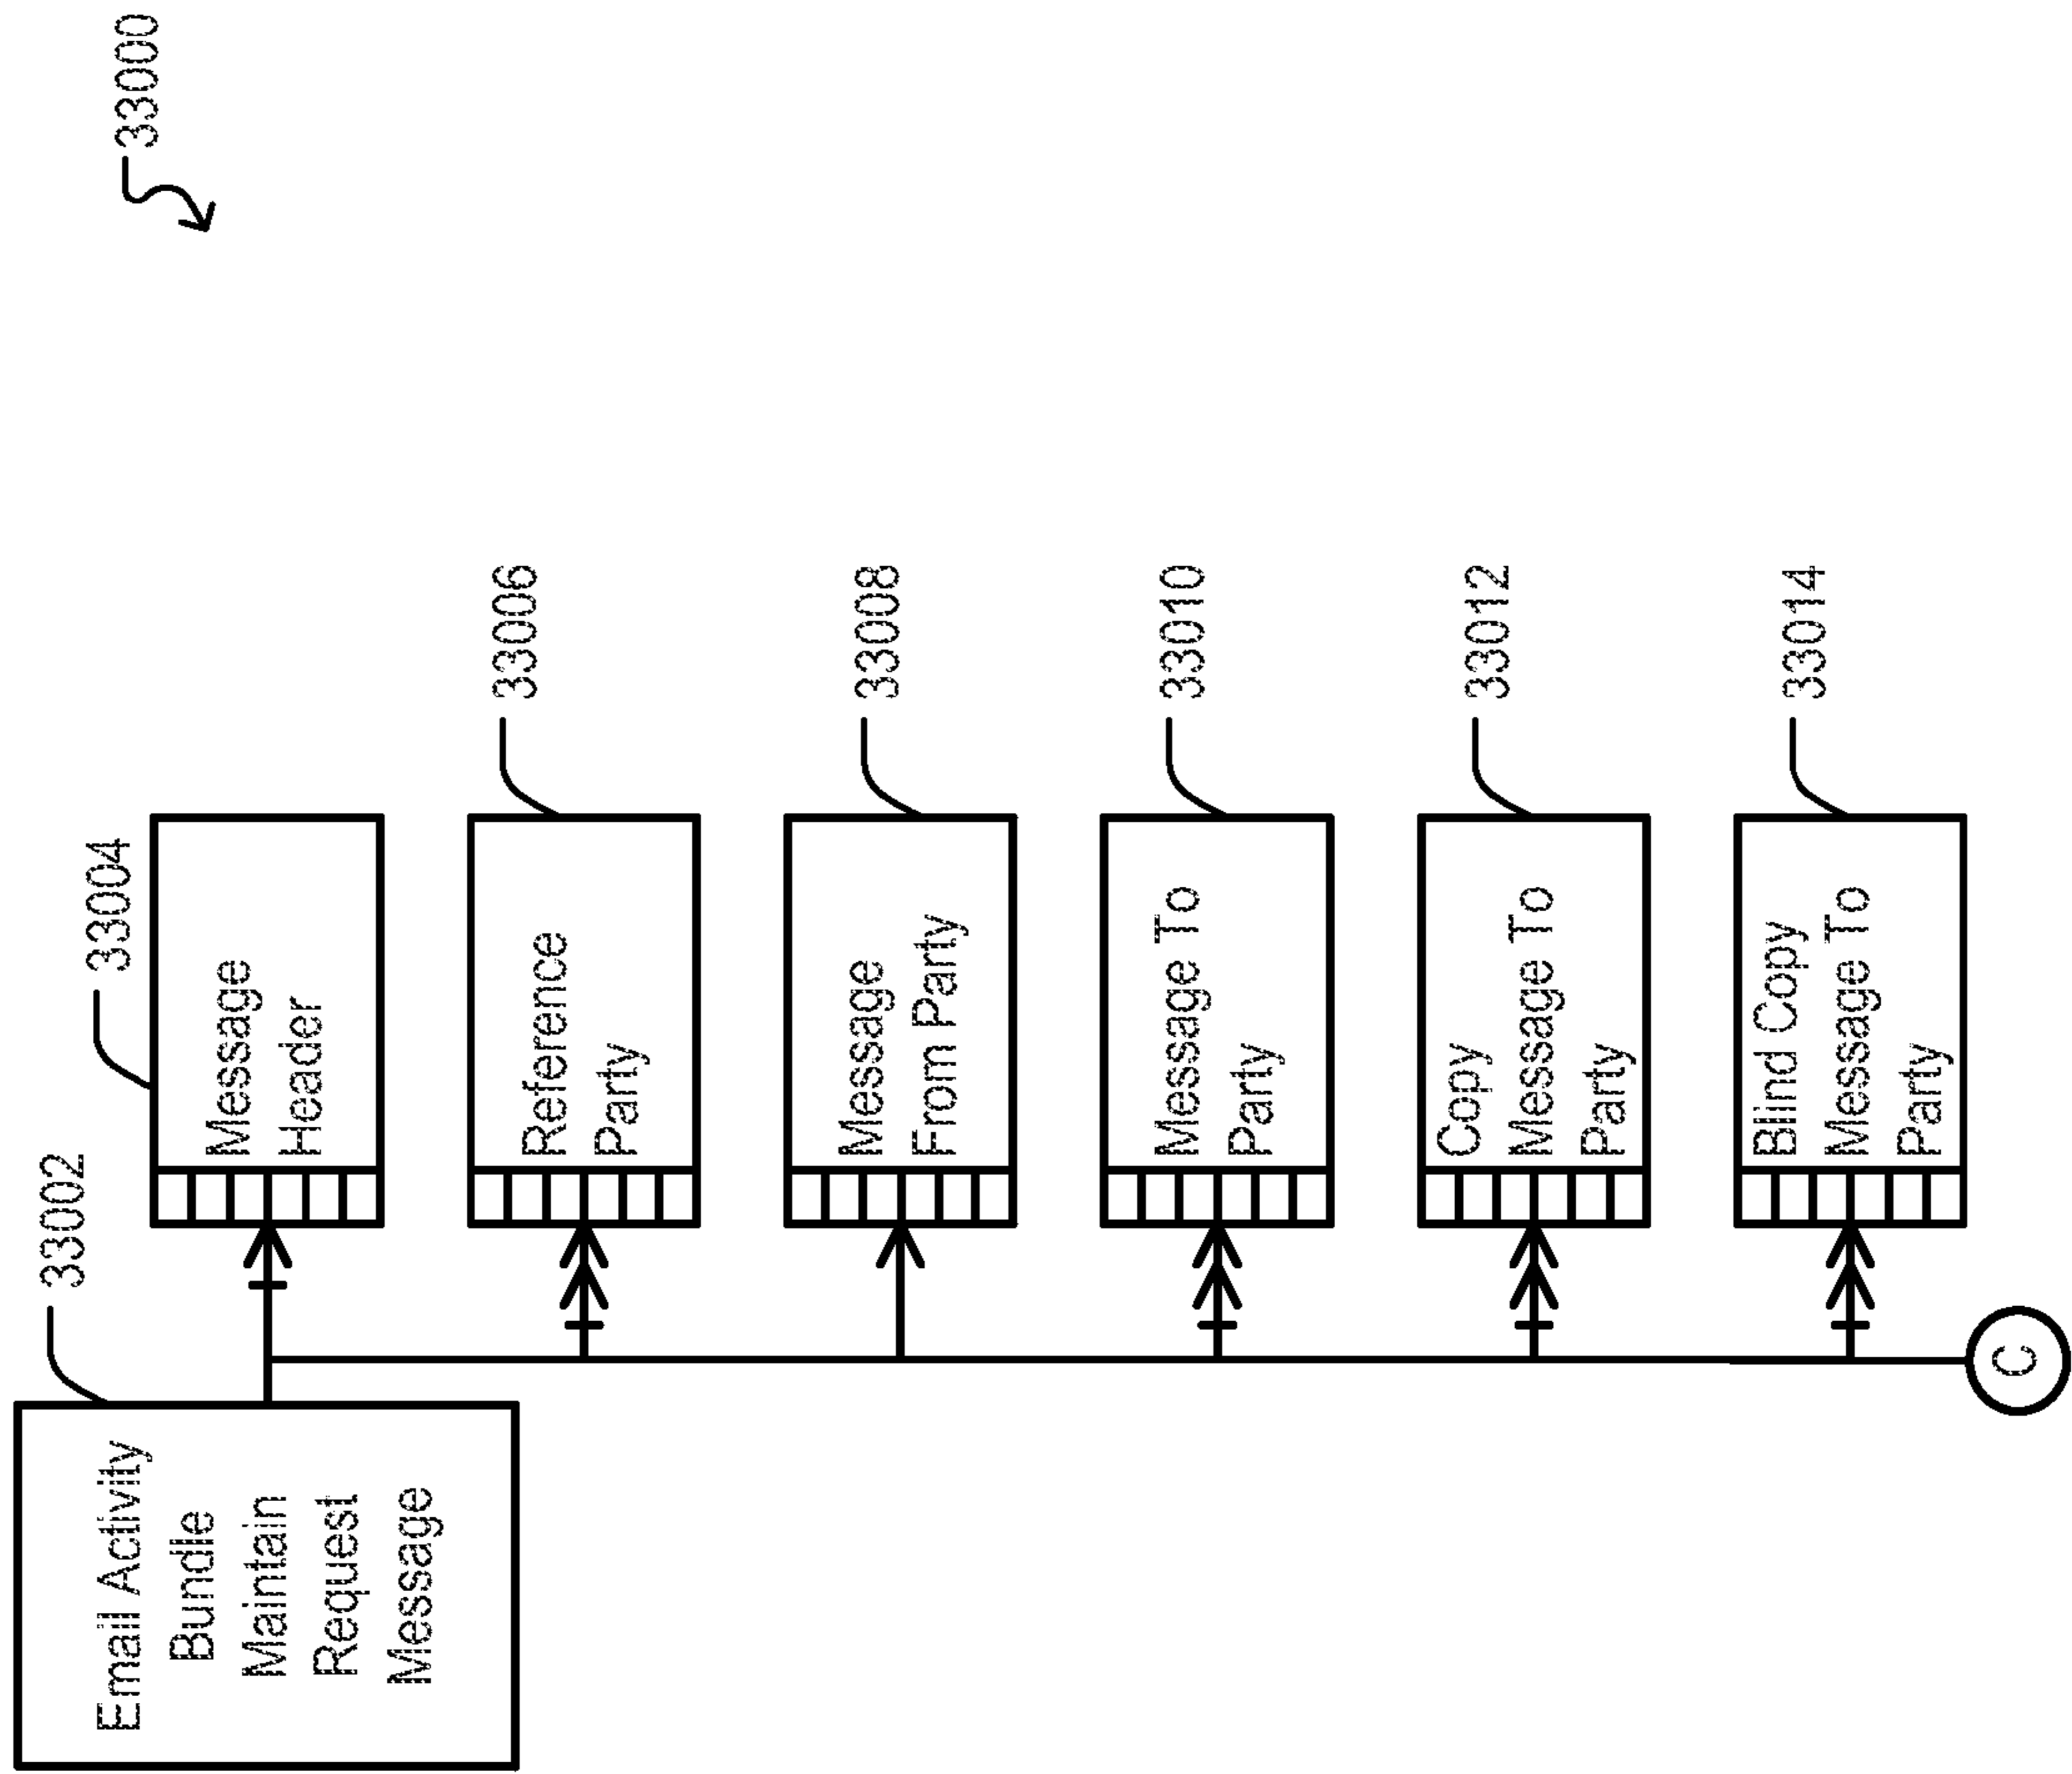 33000
33002
Email Activity
Bundle
Maintain
Request
Message
33004
Message
Header
33006
Reference
Party
33008
Message
From Party
33010
Message To
Party
33012
Copy
Message To
Party
33014
Blind Copy
Message To
Party
C